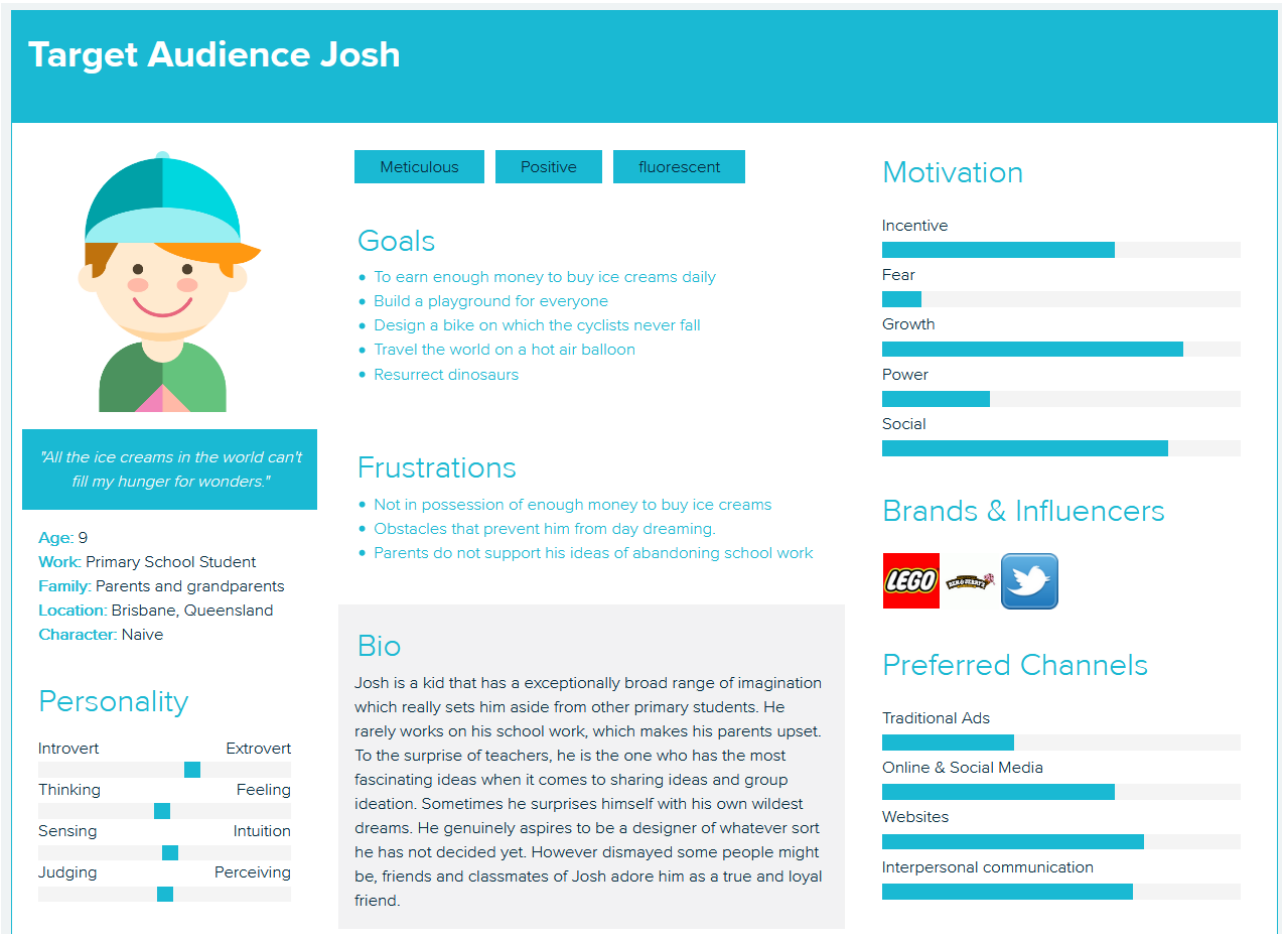 Target Audience Josh
"All the ice creams in the world can't
fill my hunger for wonders."
Age: 9
Work: Primary School Student
Family: Parents and grandparents
Location: Brisbane, Queensland
Character: Naive
Personality
Introvert Extrovert
Thinking Feeling
Sensing Intuition
Judging Perceiving
Meticulous Positive fluorescent
Goals
To earn enough money to buy ice creams daily
Build a playground for everyone
Design a bike on which the cyclists never fall
Travel the world on a hot air balloon
Resurrect dinosaurs
Frustrations
Not in possession of enough money to buy ice creams
Obstacles that prevent him from day dreaming.
Parents do not support his ideas of abandoning school work
Bio
Josh is a kid that has a exceptionally broad range of imagination
which really sets him aside from other primary students. He
rarely works on his school work, which makes his parents upset.
To the surprise of teachers, he is the one who has the most
fascinating ideas when it comes to sharing ideas and group
ideation. Sometimes he surprises himself with his own wildest
dreams. He genuinely aspires to be a designer of whatever sort
he has not decided yet. However dismayed some people might
be, friends and classmates of Josh adore him as a true and loyal
friend.
Motivation
Incentive
Fear
Growth
Power
Social
Brands & Influencers
LEGO BEN & JERRY'S
Preferred Channels
Traditional Ads
Online & Social Media
Websites
Interpersonal communication